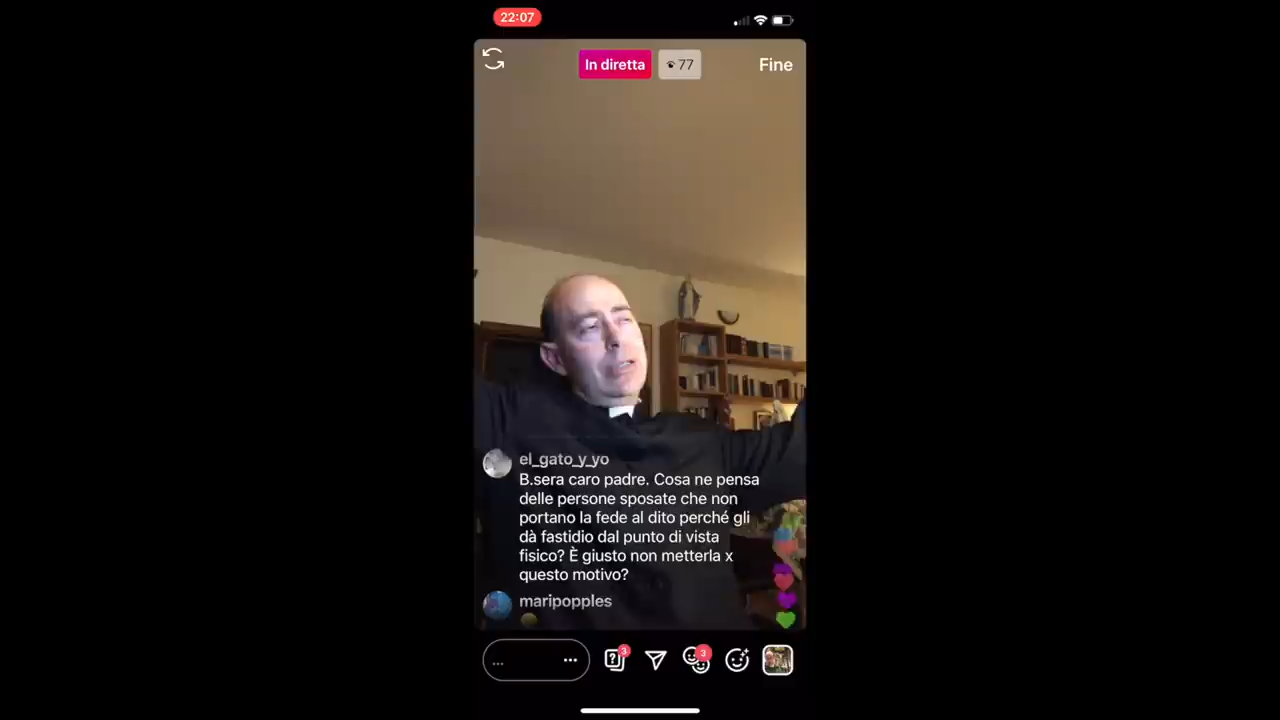 22:07
In diretta
77
Fine
el_gato_y_yo
B.sera caro padre. Cosa ne pensa
delle persone sposate che non
portano la fede al dito perché gli
dà fastidio dal punto di vista
fisico? È giusto non metterla x
questo motivo?
maripopples
...
3
3